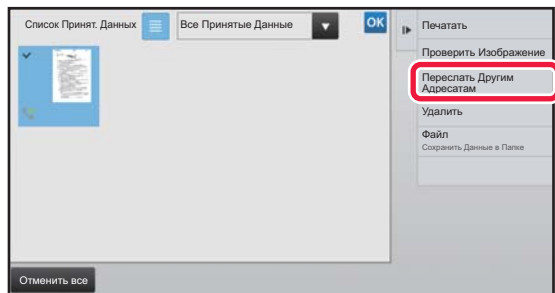 Список Принят. Данных
Все Принятые Данные
OK
Печатать
Проверить Изображение
Переслать Другим
Адресатам
Удалить
Файл
Сохранить Данные в Папке
Отменить все